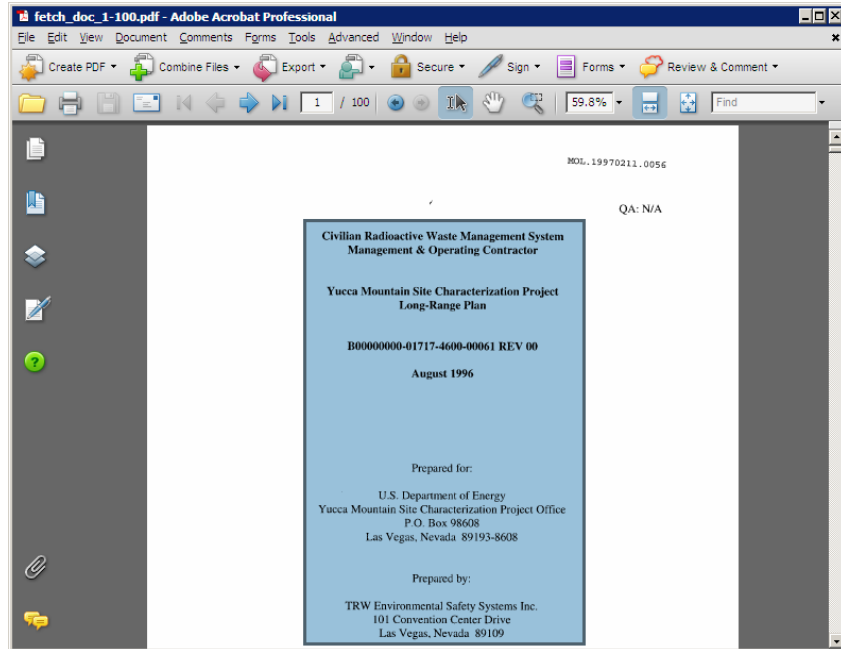 fetch_doc_1-100.pdf - Adobe Acrobat Professional
File Edit View Document Comments Forms Tools Advanced Window Help
Create PDF Combine Files Export Secure Sign Forms Review & Comment
1 / 100 59.8% Find
MOL.19970211.0056
QA: N/A
Civilian Radioactive Waste Management System
Management & Operating Contractor
Yucca Mountain Site Characterization Project
Long-Range Plan
B00000000-01717-4600-00061 REV 00
August 1996
Prepared for:
U.S. Department of Energy
Yucca Mountain Site Characterization Project Office
P.O. Box 98608
Las Vegas, Nevada 89193-8608
Prepared by:
TRW Environmental Safety Systems Inc.
101 Convention Center Drive
Las Vegas, Nevada 89109